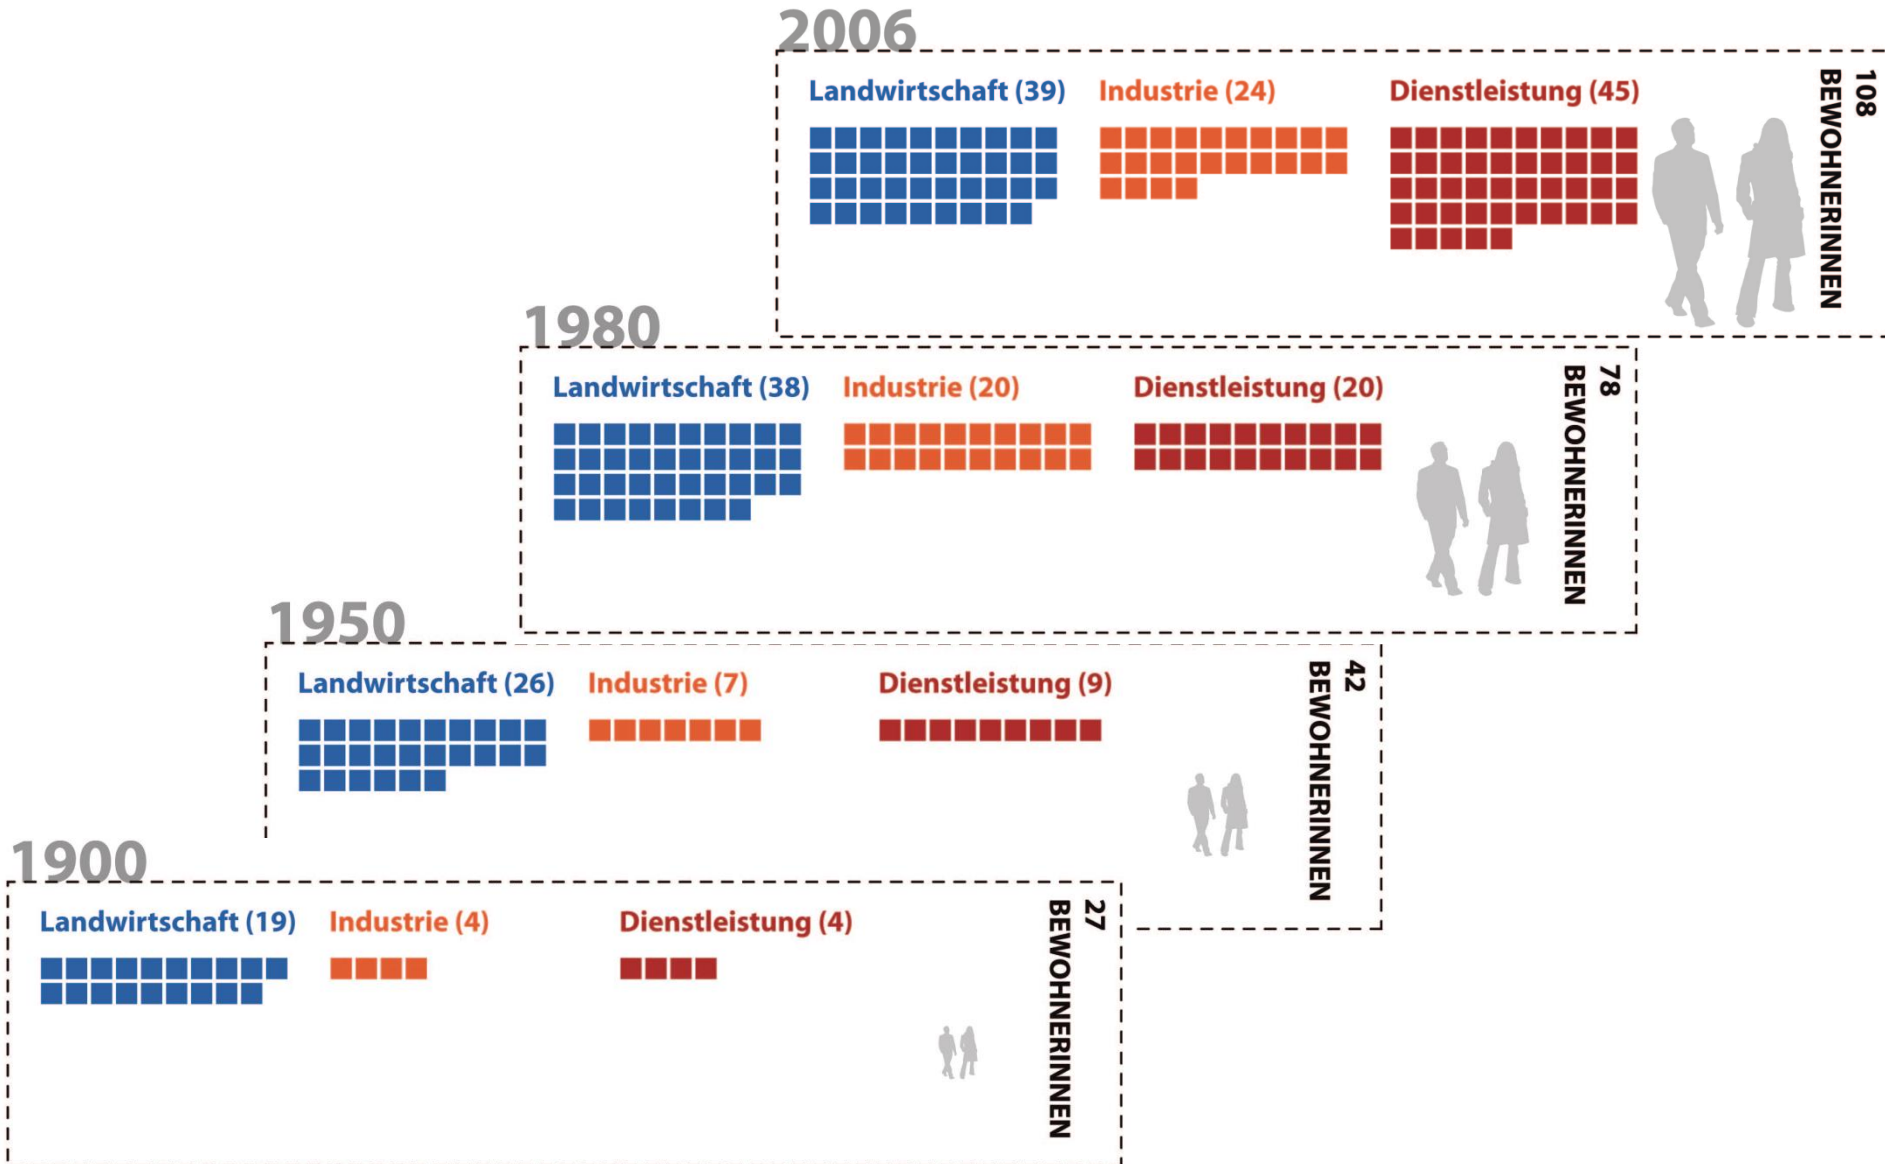 2006
Landwirtschaft (39)
Industrie (24)
Dienstleistung (45)
108
BEWOHNERINNEN
1980
Landwirtschaft (38)
Industrie (20)
Dienstleistung (20)
78
BEWOHNERINNEN
1950
Landwirtschaft (26)
Industrie (7)
Dienstleistung (9)
42
BEWOHNERINNEN
1900
Landwirtschaft (19)
Industrie (4)
Dienstleistung (4)
27
BEWOHNERINNEN